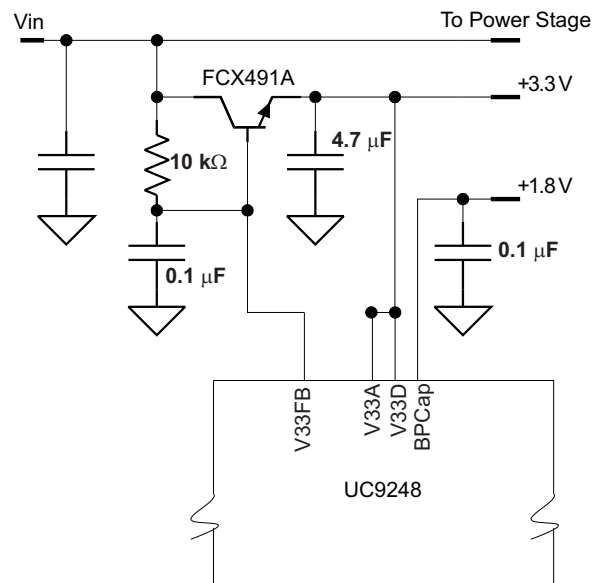 Vin
To Power Stage
FCX491A
+3.3 V
4.7 μF
10 kΩ
+1.8 V
0.1 μF
0.1 μF
V33FB
V33A
V33D
BPCap
UC9248